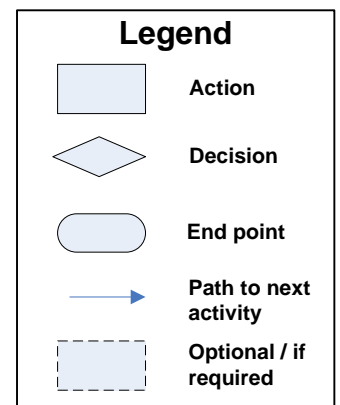 Legend
Action
Decision
End point
Path to next
activity
Optional / if
required